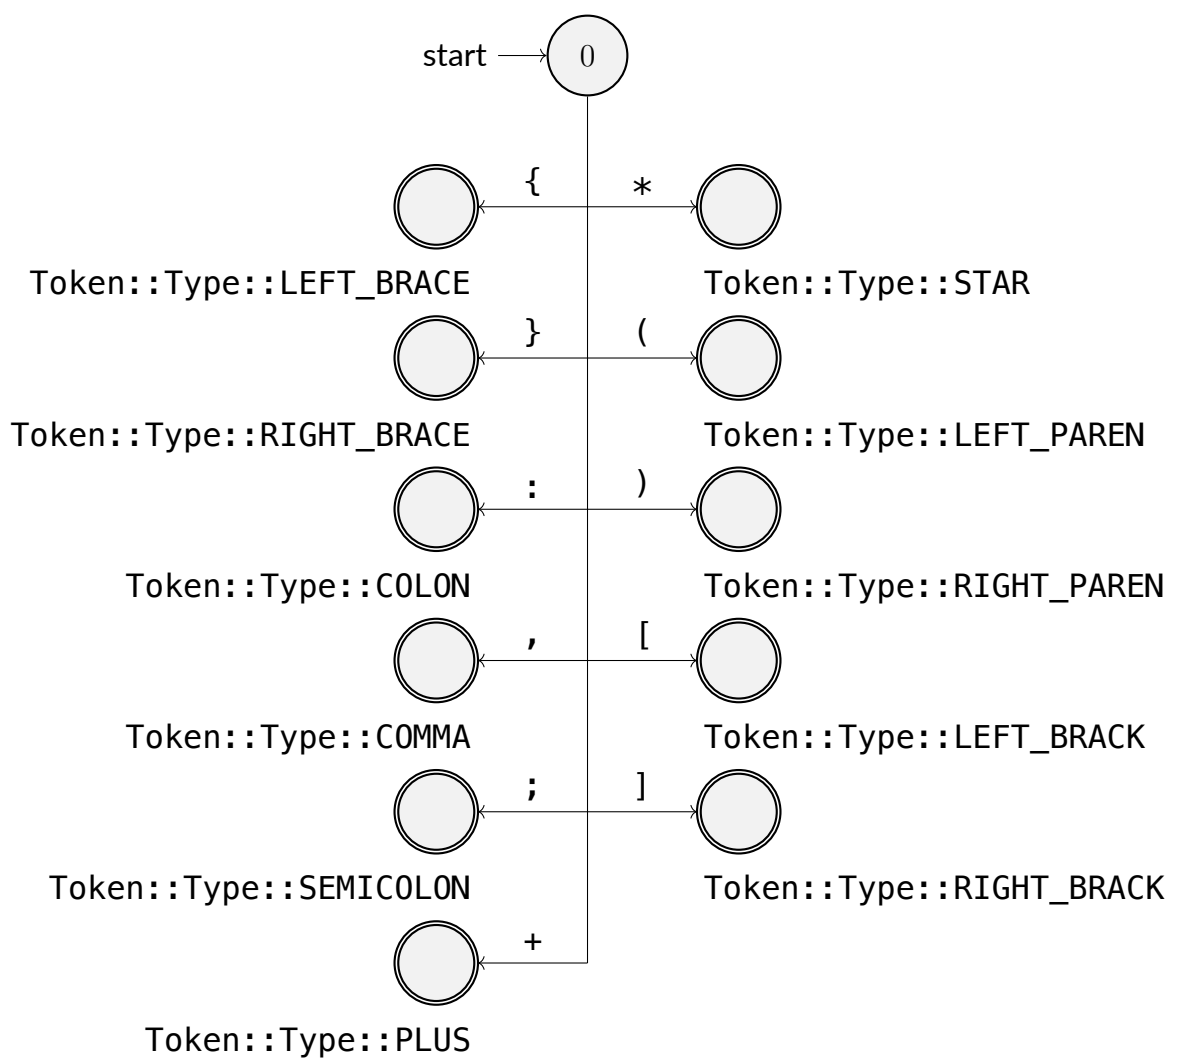 start 0
{ *
Token::Type::LEFT_BRACE Token::Type::STAR
} (
Token::Type::RIGHT_BRACE Token::Type::LEFT_PAREN
: )
Token::Type::COLON Token::Type::RIGHT_PAREN
, [
Token::Type::COMMA Token::Type::LEFT_BRACK
; ]
Token::Type::SEMICOLON Token::Type::RIGHT_BRACK
+
Token::Type::PLUS